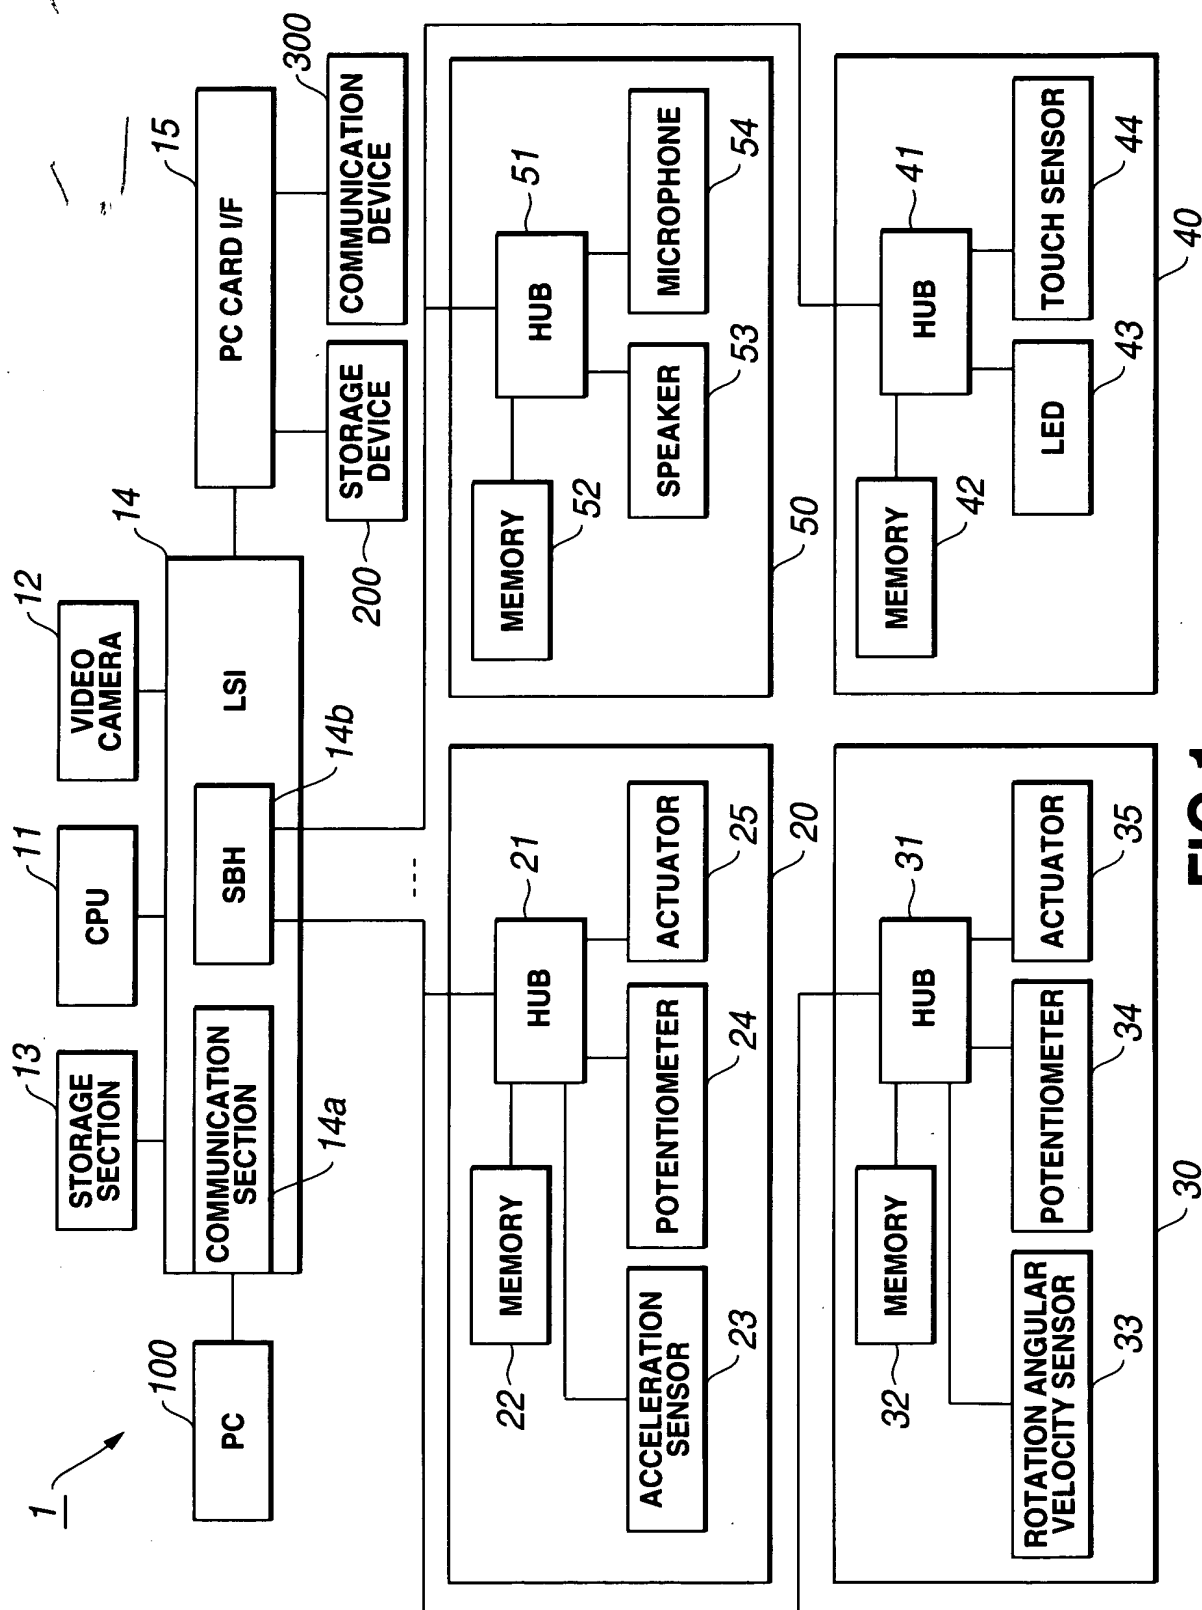 1
100
PC
13
STORAGE
SECTION
11
CPU
12
VIDEO
CAMERA
14
LSI
COMMUNICATION
SECTION
14a
SBH
14b
15
PC CARD I/F
STORAGE
DEVICE
200
COMMUNICATION
DEVICE
300
HUB
21
MEMORY
22
ACCELERATION
SENSOR
23
POTENTIOMETER
24
ACTUATOR
25
20
HUB
51
MEMORY
52
SPEAKER
53
MICROPHONE
54
50
HUB
31
MEMORY
32
ROTATION ANGULAR
VELOCITY SENSOR
33
POTENTIOMETER
34
ACTUATOR
35
30
HUB
41
MEMORY
42
LED
43
TOUCH SENSOR
44
40